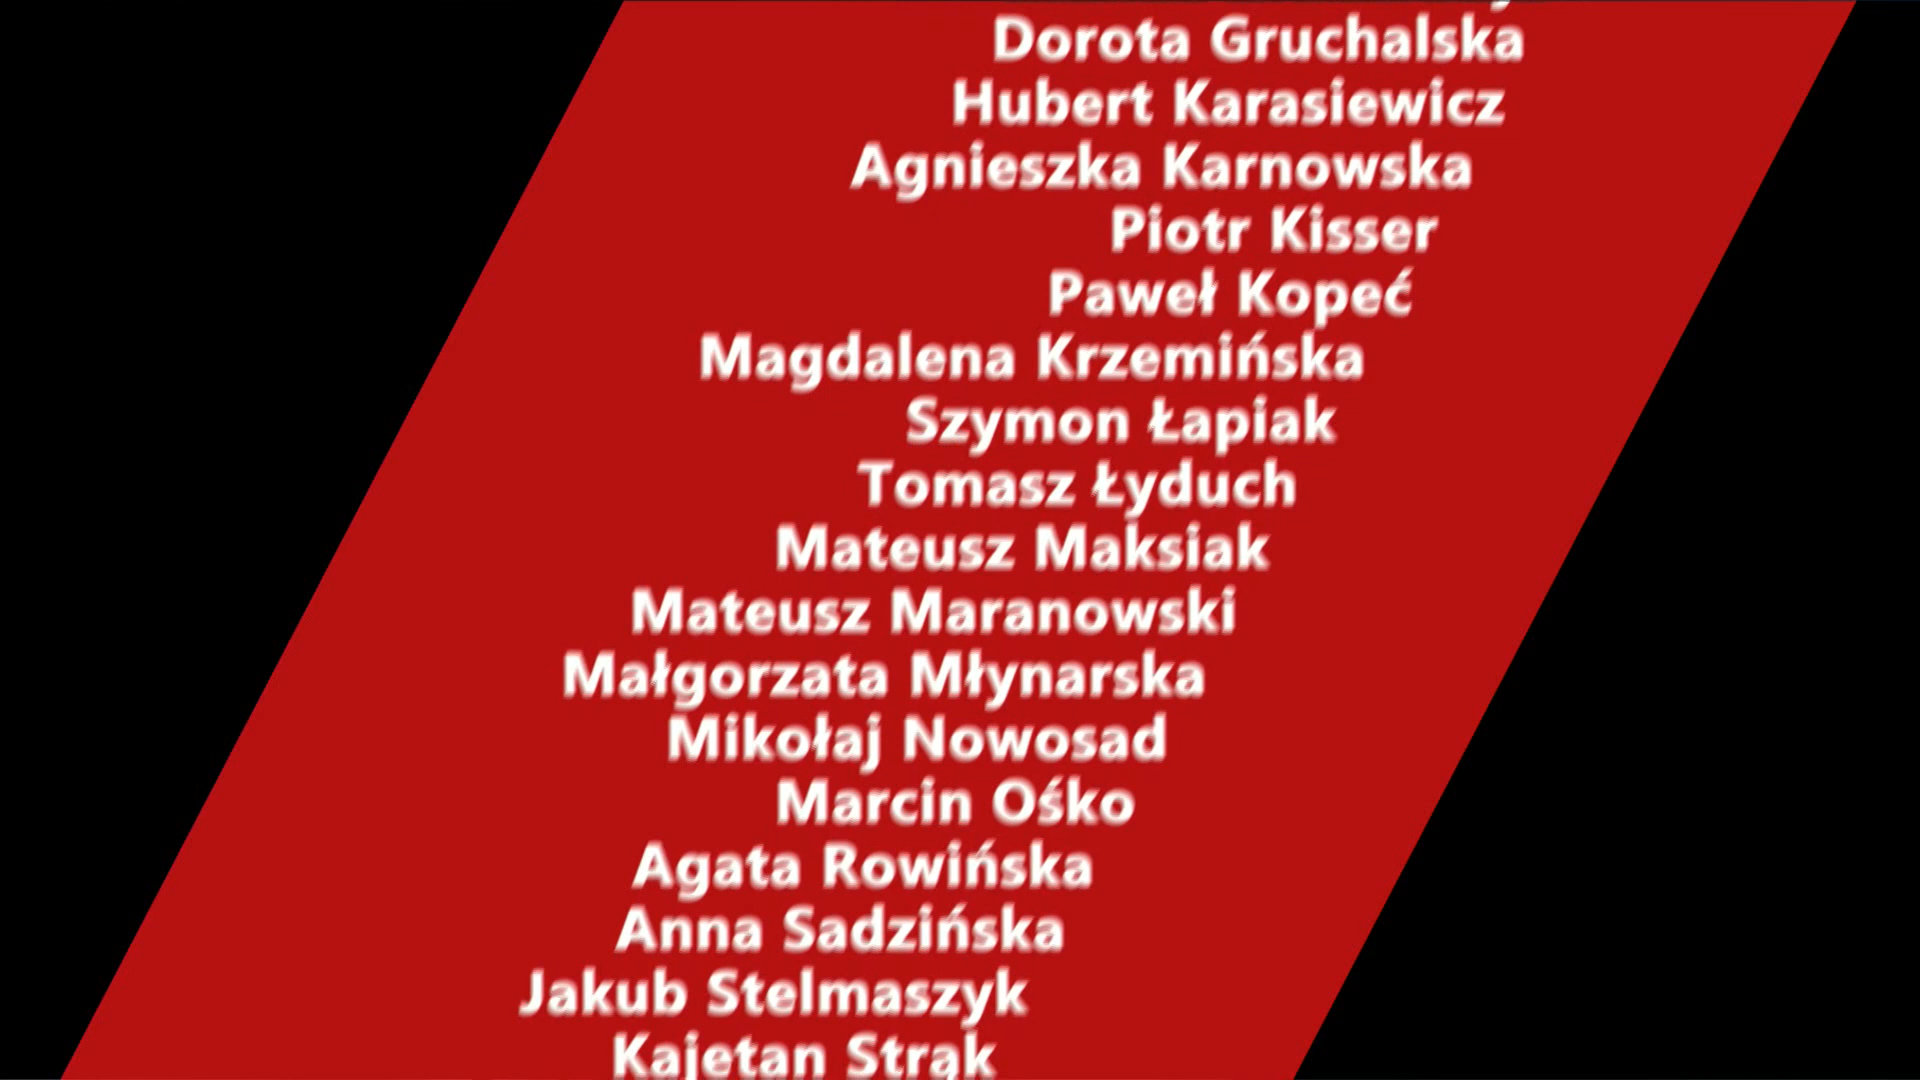 Dorota Gruchalska
Hubert Karasiewicz
Agnieszka Karnowska
Piotr Kisser
Paweł Kopeć
Magdalena Krzemińska
Szymon Łapiak
Tomasz Łyduch
Mateusz Maksiak
Mateusz Maranowski
Małgorzata Młynarska
Mikołaj Nowosad
Marcin Ośko
Agata Rowińska
Anna Sadzińska
Jakub Stelmaszyk
Kajetan Strąk